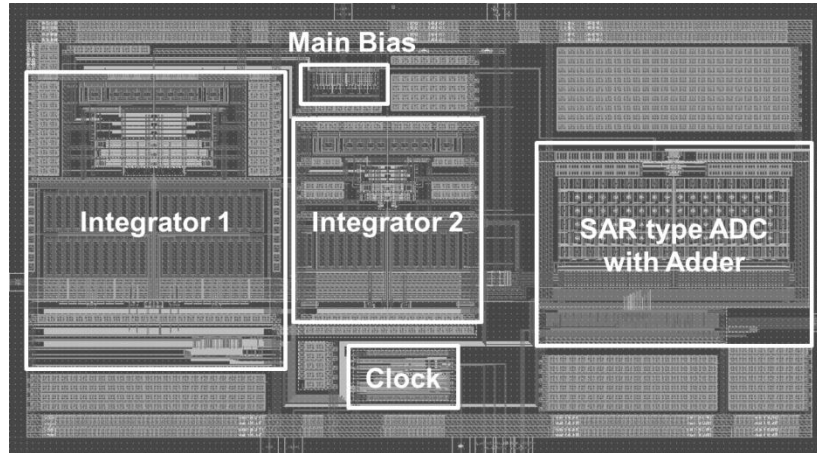 Main Bias
Integrator 1
Integrator 2
SAR type ADC
with Adder
Clock